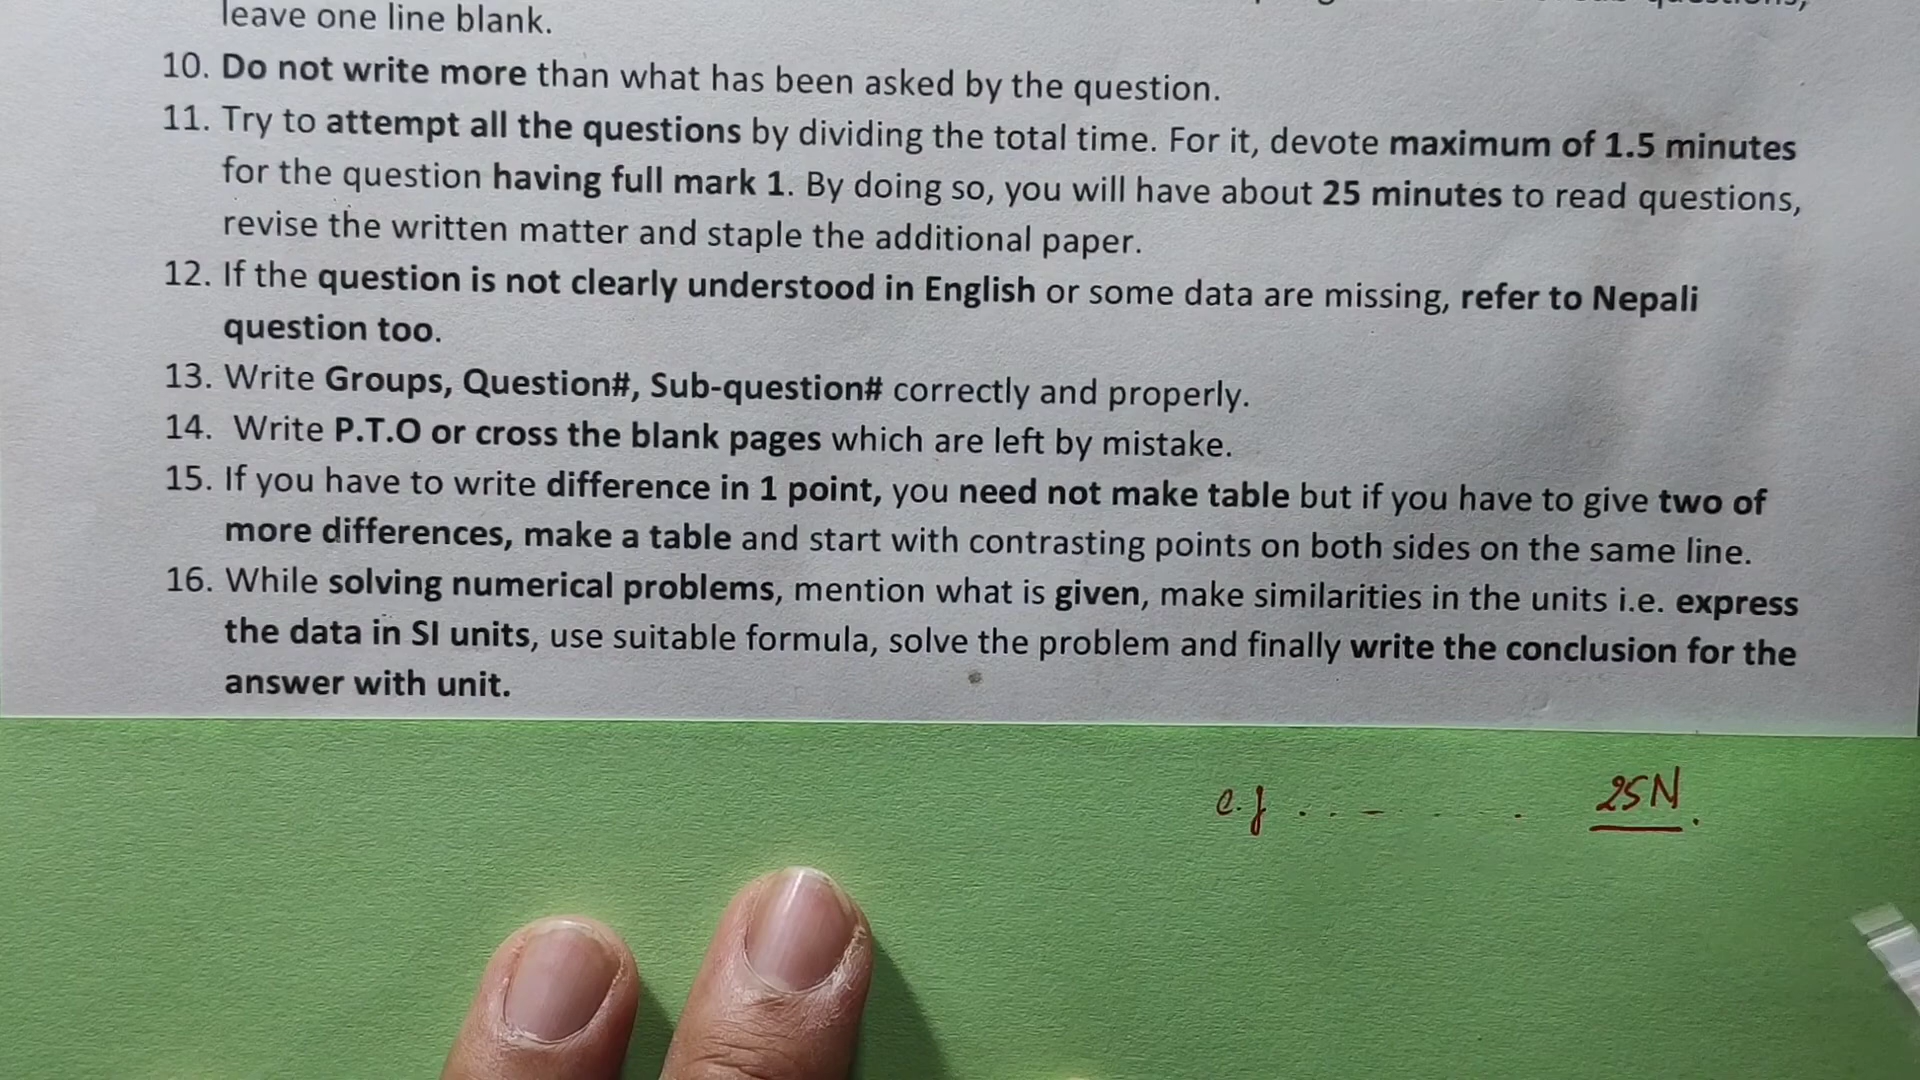 leave one line blank.
10. Do not write more than what has been asked by the question.
11. Try to attempt all the questions by dividing the total time. For it, devote maximum of 1.5 minutes
for the question having full mark 1. By doing so, you will have about 25 minutes to read questions,
revise the written matter and staple the additional paper.
12. If the question is not clearly understood in English or some data are missing, refer to Nepali
question too.
13. Write Groups, Question#, Sub-question# correctly and properly.
14. Write P.T.O or cross the blank pages which are left by mistake.
15. If you have to write difference in 1 point, you need not make table but if you have to give two of
more differences, make a table and start with contrasting points on both sides on the same line.
16. While solving numerical problems, mention what is given, make similarities in the units i.e. express
the data in SI units, use suitable formula, solve the problem and finally write the conclusion for the
answer with unit.
e.g ..- .... 25N.